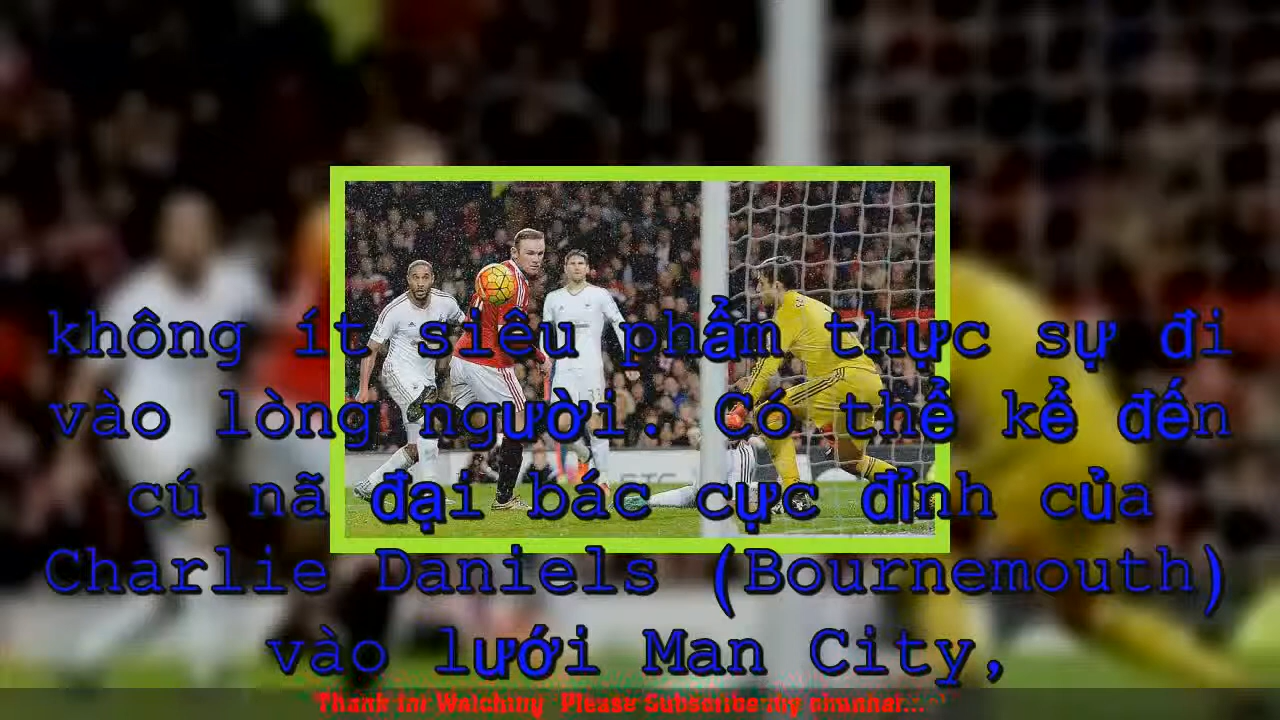 không ít siêu phẩm thực sự đi
vào lòng người. Có thể kể đến
cú nã đại bác cực đỉnh của
Charlie Daniels (Bournemouth)
vào lưới Man City,
Thank for Watching Please Subscribe my channel...